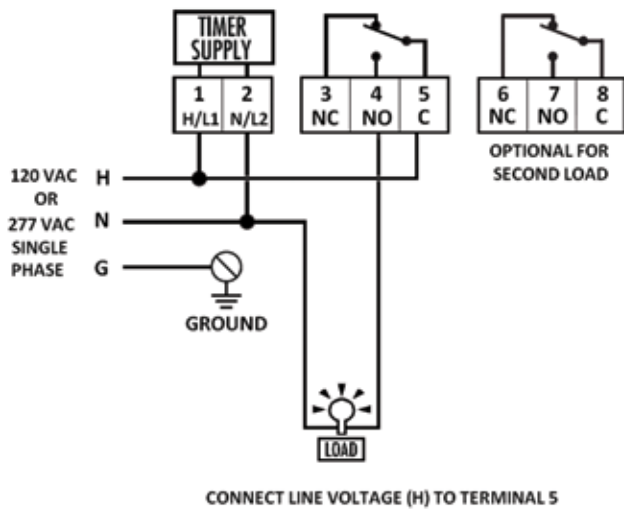 TIMER
SUPPLY
1 2
H/L1 N/L2
3 4 5
NC NO C
6 7 8
NC NO C
OPTIONAL FOR
SECOND LOAD
120 VAC
OR
277 VAC
SINGLE
PHASE
H
N
G
GROUND
LOAD
CONNECT LINE VOLTAGE (H) TO TERMINAL 5